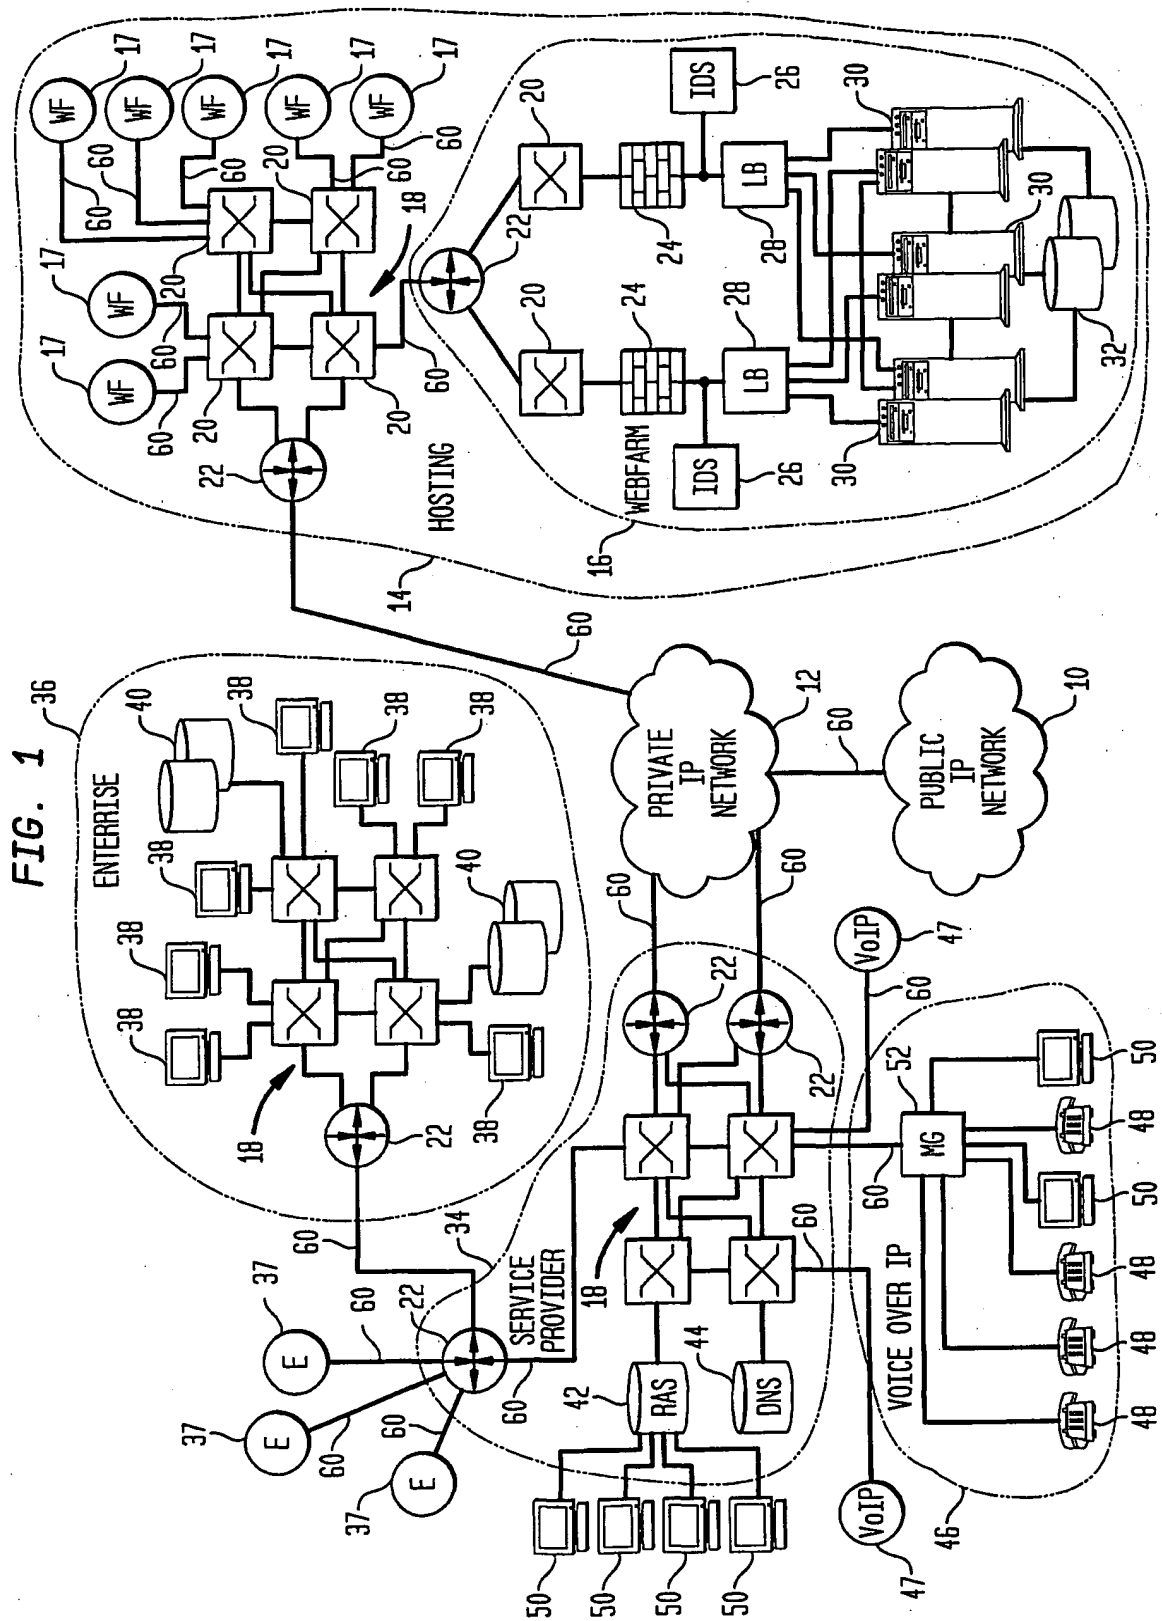 FIG. 1
36
ENTERRISE
40
38
38
38
38
38
38
38
40
18
22
17
17
17
17
17
17
17
WF
WF
WF
WF
WF
WF
WF
60
60
60
60
60
60
60
20
20
20
20
18
60
22
HOSTING
14
16
WEBFARM
22
20
20
24
24
IDS
IDS
26
26
LB
LB
28
28
30
30
30
32
37
37
37
E
E
E
60
60
60
60
22
34
SERVICE
PROVIDER
60
18
42
RAS
44
DNS
22
22
50
50
50
50
60
60
60
PRIVATE
IP
NETWORK
12
60
PUBLIC
IP
NETWORK
10
60
60
60
VoIP
47
VoIP
47
46
VOICE OVER IP
MG
52
48
48
48
50
48
50